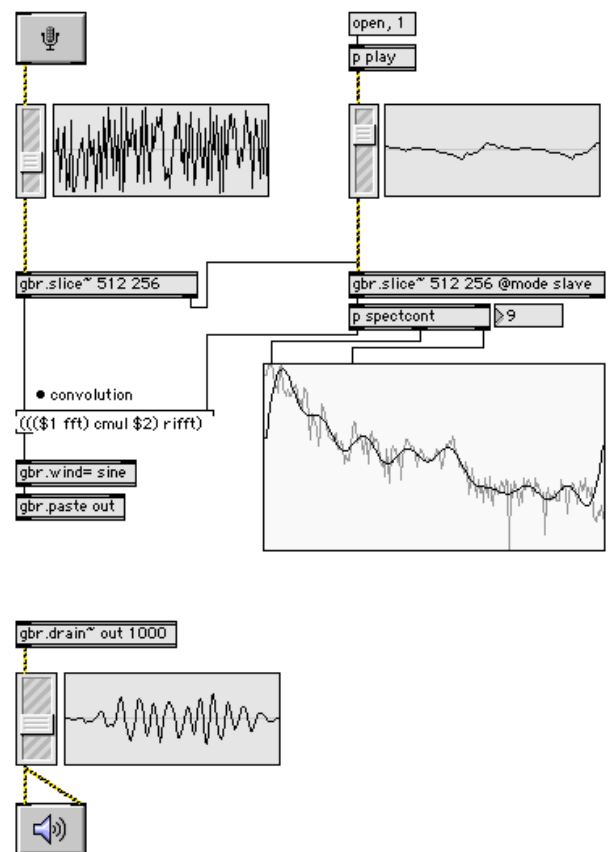 open, 1
p play
gbr.slice~ 512 256
gbr.slice~ 512 256 @mode slave
p spectcont
9
● convolution
((($1 fft) cmul $2) rifft)
gbr.wind= sine
gbr.paste out
gbr.drain~ out 1000